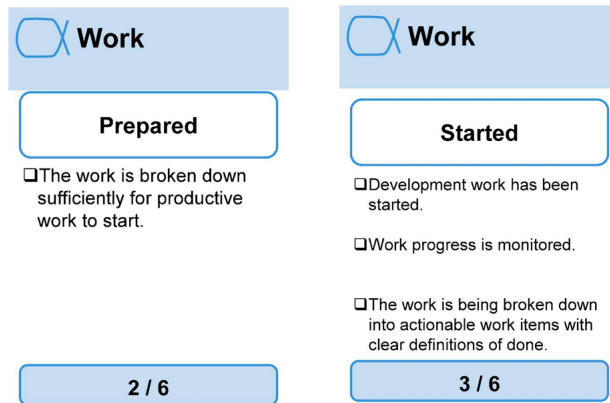 Work
Prepared
❑The work is broken down
sufficiently for productive
work to start.
2 / 6
Work
Started
❑Development work has been
started.
❑Work progress is monitored.
❑The work is being broken down
into actionable work items with
clear definitions of done.
3 / 6